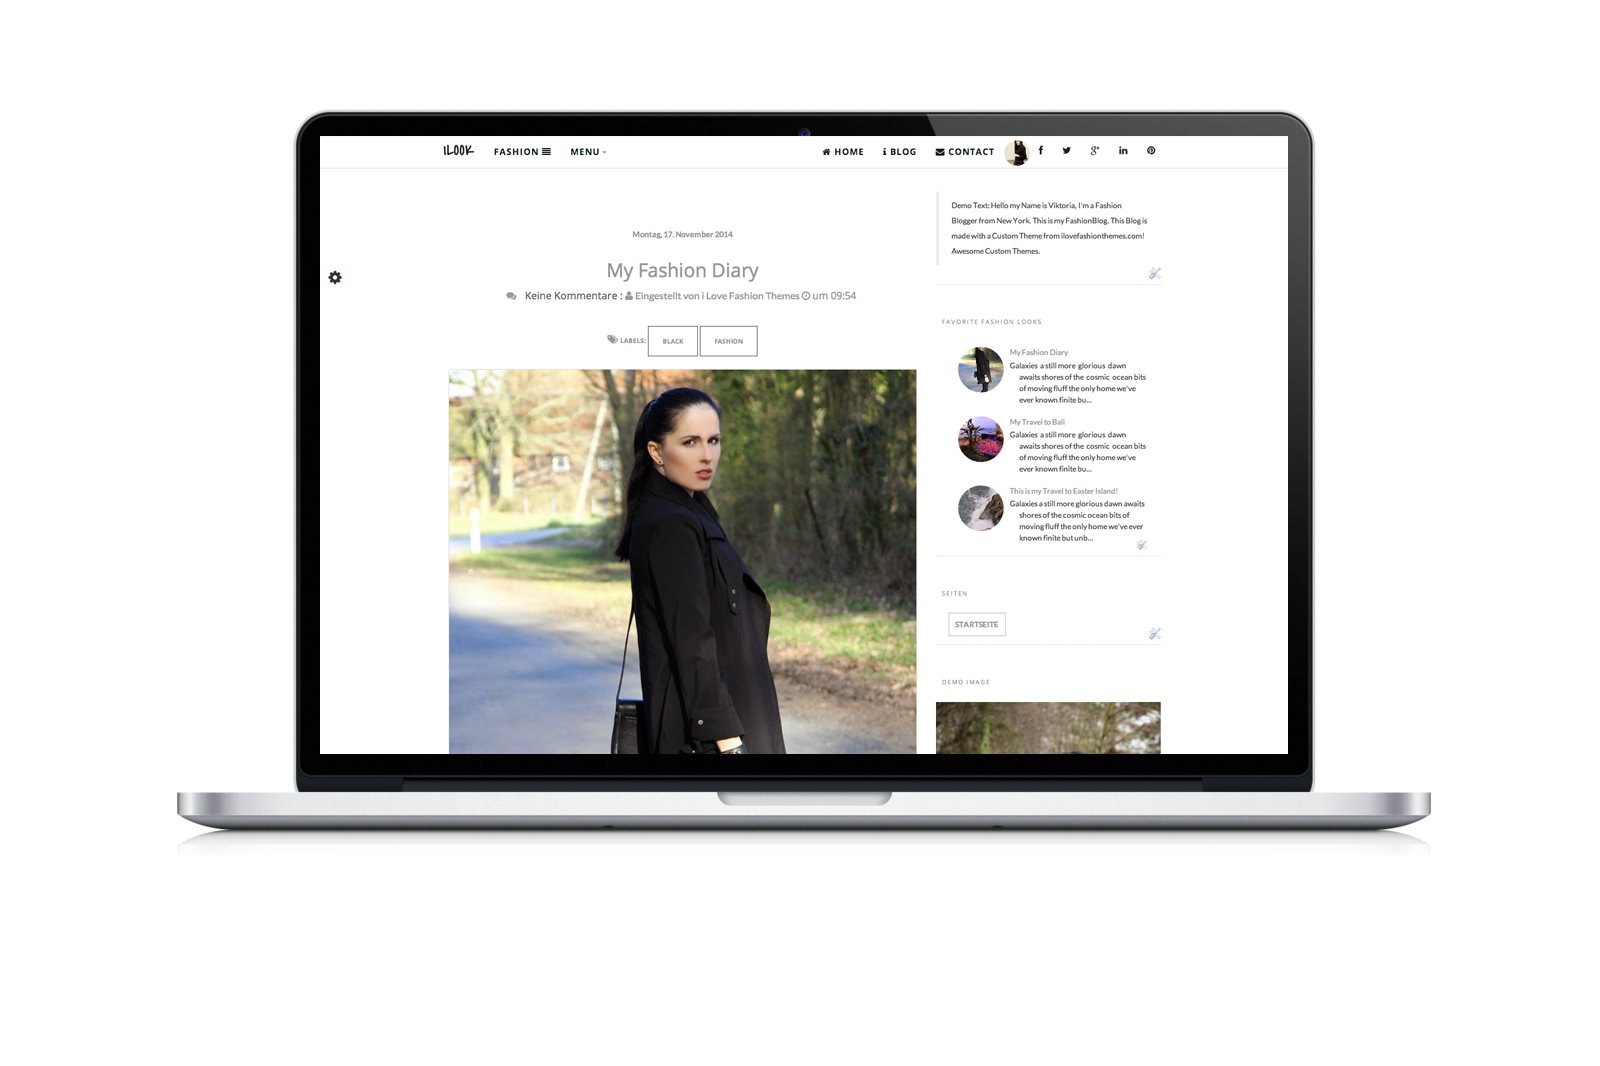 ILOOK FASHION MENU HOME BLOG CONTACT
Montag, 17. November 2014
My Fashion Diary
Keine Kommentare : Eingestellt von i Love Fashion Themes um 09:54
LABELS: BLACK FASHION
Demo Text: Hello my Name is Viktoria, I'm a Fashion
Blogger from New York. This is my FashionBlog. This Blog is
made with a Custom Theme from ilovefashionthemes.com!
Awesome Custom Themes.
FAVORITE FASHION LOOKS
My Fashion Diary
Galaxies a still more glorious dawn
awaits shores of the cosmic ocean bits
of moving fluff the only home we've
ever known finite bu...
My Travel to Bali
Galaxies a still more glorious dawn
awaits shores of the cosmic ocean bits
of moving fluff the only home we've
ever known finite bu...
This is my Travel to Easter Island!
Galaxies a still more glorious dawn awaits
shores of the cosmic ocean bits of
moving fluff the only home we've ever
known finite but unb...
SEITEN
STARTSEITE
DEMO IMAGE